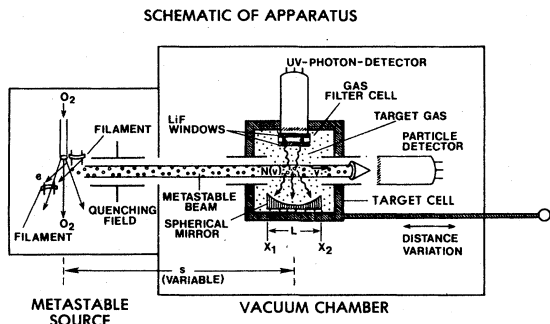 SCHEMATIC OF APPARATUS
UV-PHOTON-DETECTOR
GAS
FILTER CELL
LiF
WINDOWS
TARGET GAS
PARTICLE
DETECTOR
O2
FILAMENT
e
N(v)
METASTABLE
BEAM
QUENCHING
FIELD
SPHERICAL
MIRROR
TARGET CELL
O2
FILAMENT
L
X1
X2
DISTANCE
VARIATION
s
(VARIABLE)
METASTABLE
SOURCE
VACUUM CHAMBER